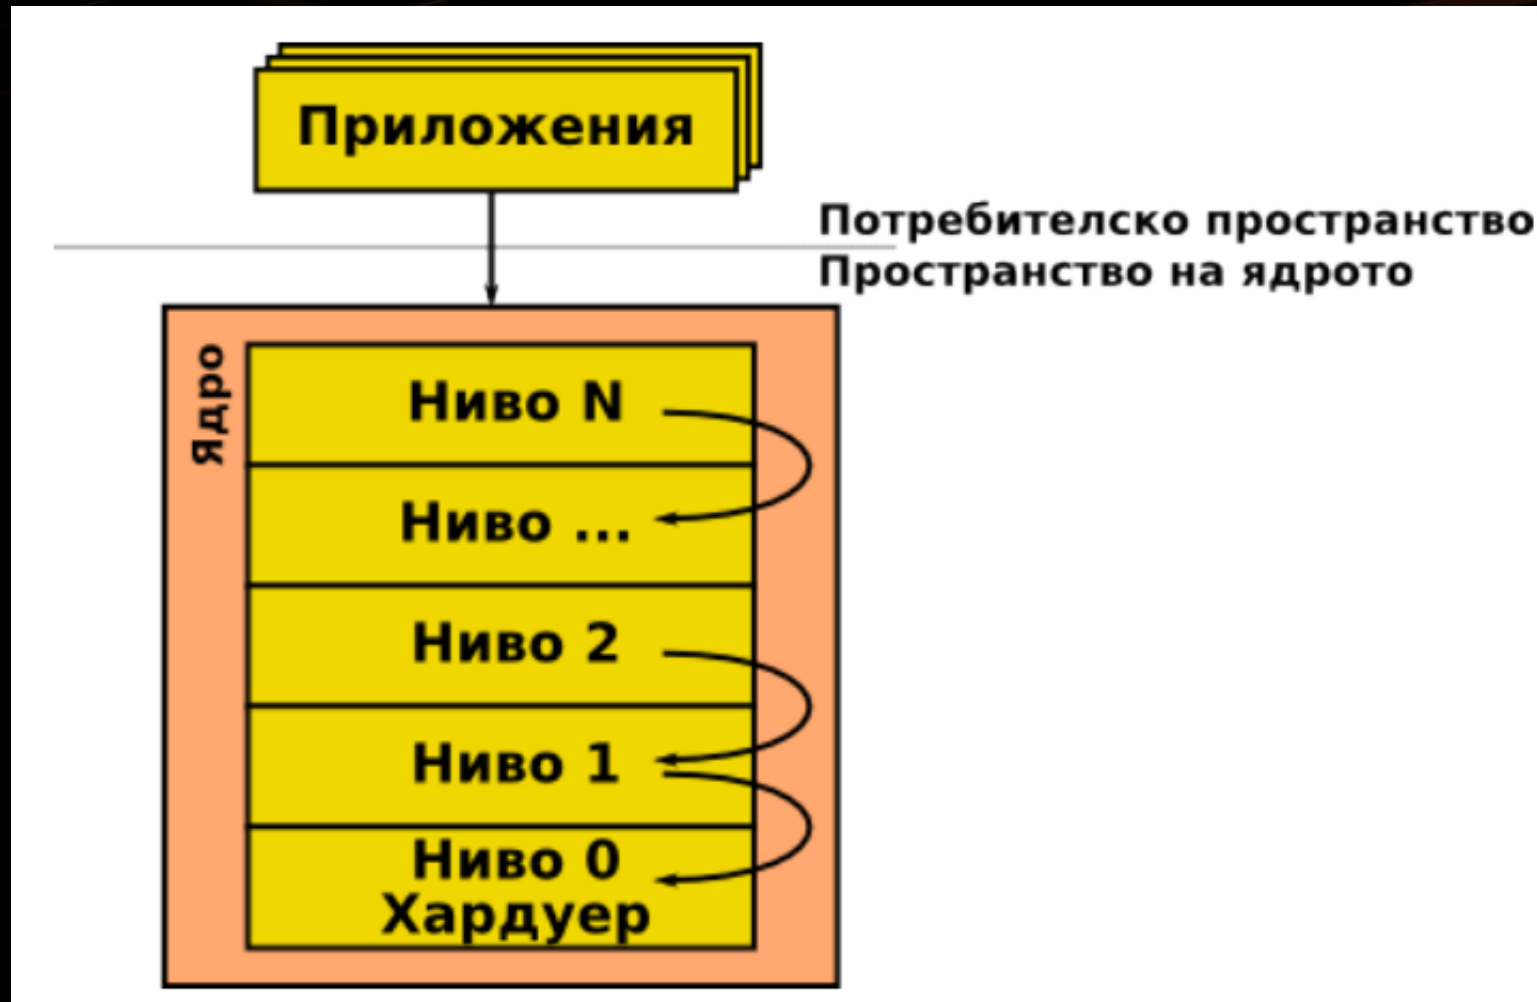 Приложения
Потребителско пространство
Пространство на ядрото
Ядро
Ниво N
Ниво ...
Ниво 2
Ниво 1
Ниво 0
Хардуер